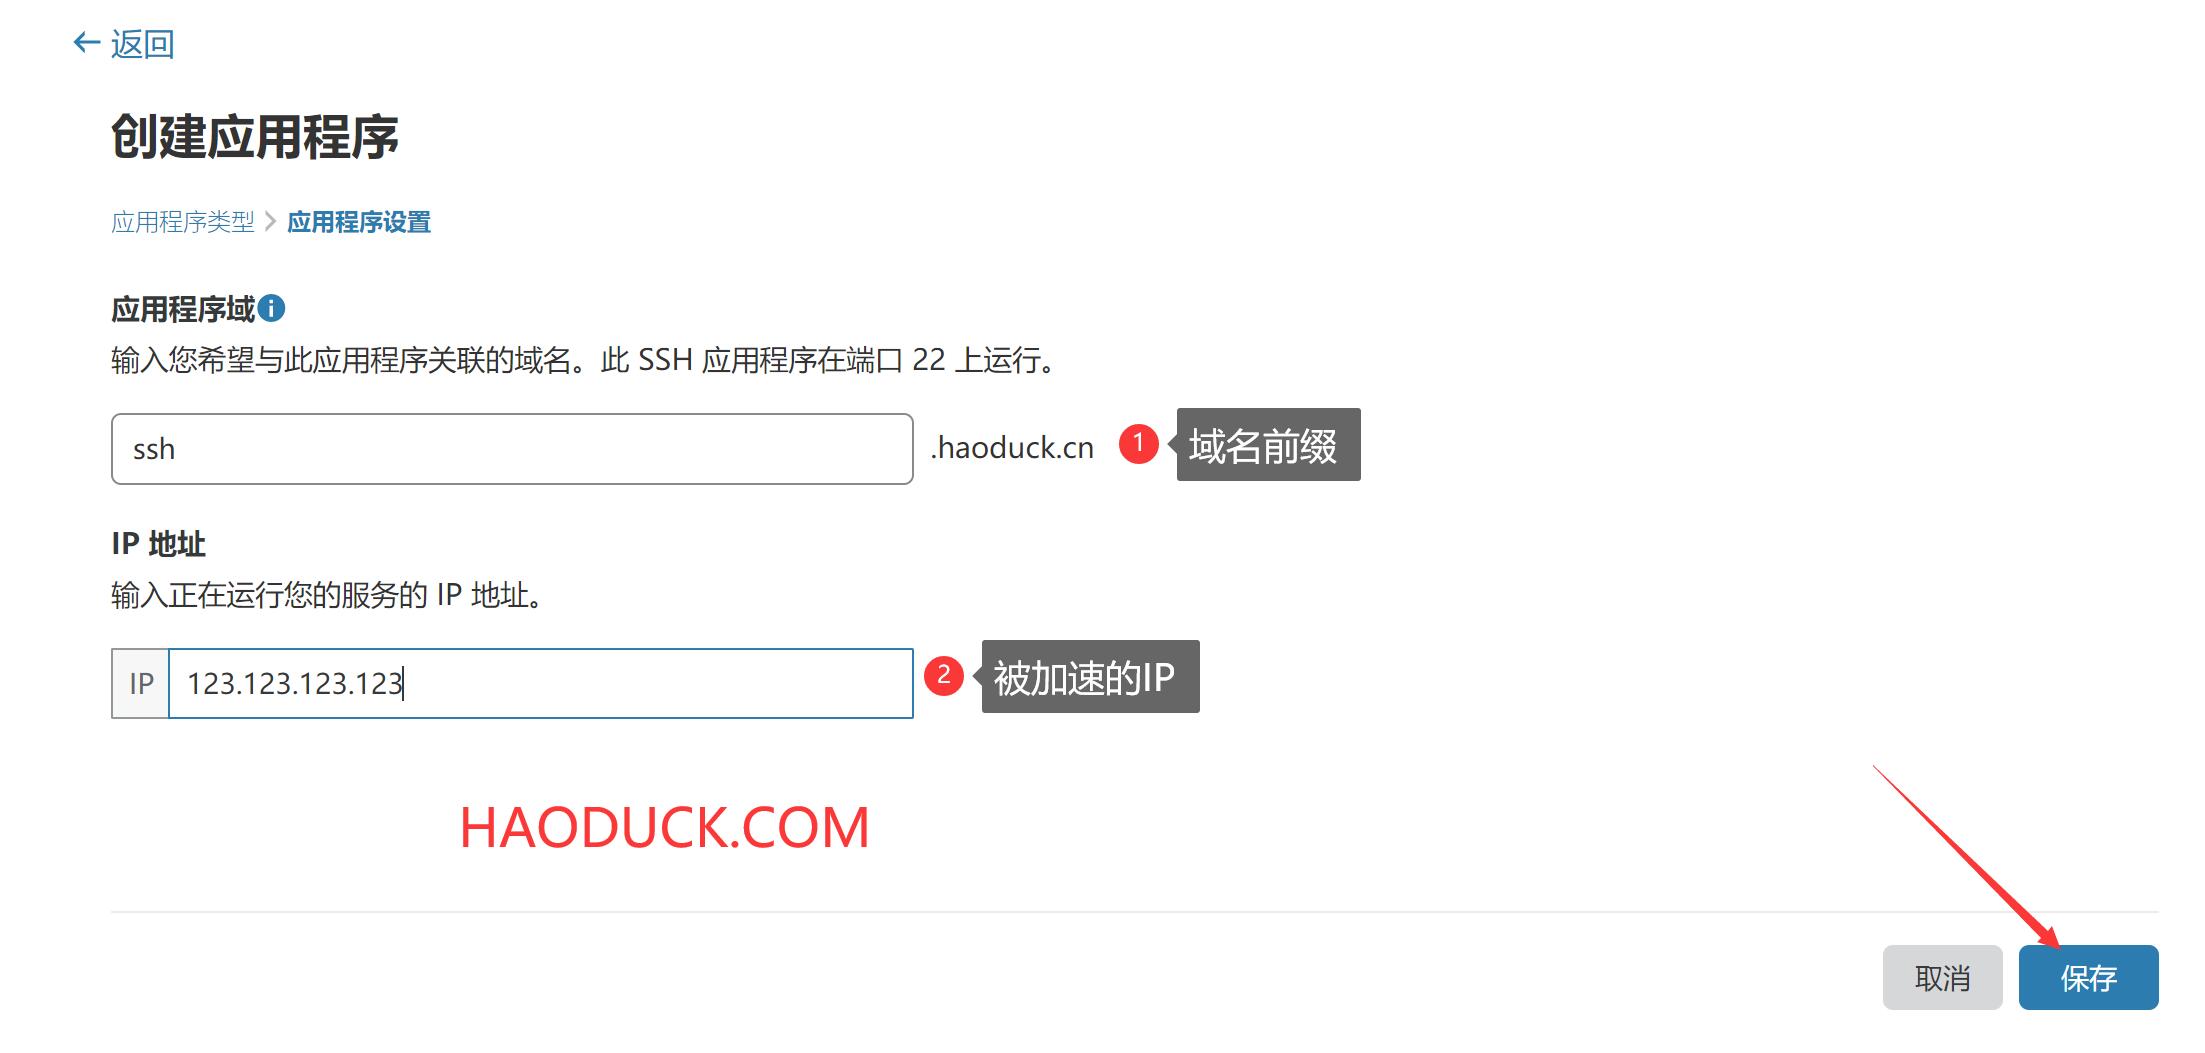 ← 返回
创建应用程序
应用程序类型 > 应用程序设置
应用程序域 i
输入您希望与此应用程序关联的域名。此 SSH 应用程序在端口 22 上运行。
ssh .haoduck.cn 1 域名前缀
IP 地址
输入正在运行您的服务的 IP 地址。
IP 123.123.123.123 2 被加速的IP
HAODUCK.COM
取消 保存